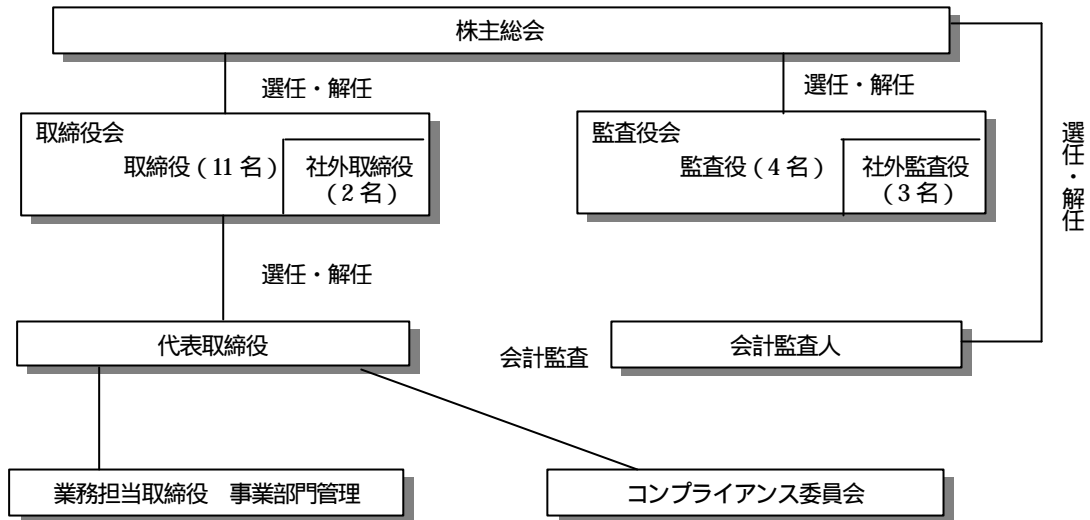 株主総会
選任・解任
選任・解任
取締役会
取締役（11 名）
社外取締役
（2 名）
監査役会
監査役（4 名）
社外監査役
（3 名）
選任・解任
選任・解任
代表取締役
会計監査
会計監査人
業務担当取締役　事業部門管理
コンプライアンス委員会